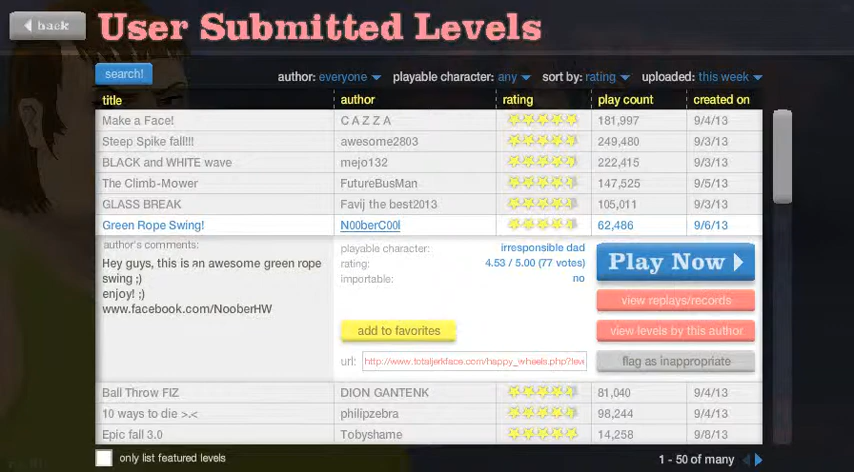 back
User Submitted Levels
search!
author: everyone playable character: any sort by: rating uploaded: this week
title author rating play count created on
Make a Face! C A Z Z A 181,997 9/4/13
Steep Spike fall!!! awesome2803 249,480 9/3/13
BLACK and WHITE wave mejo132 222,415 9/3/13
The Climb-Mower FutureBusMan 147,525 9/5/13
GLASS BREAK Favij the best2013 105,011 9/3/13
Green Rope Swing! N00berC00l 62,486 9/6/13
author's comments:
Hey guys, this is an awesome green rope
swing ;)
enjoy! ;)
www.facebook.com/NooberHW
playable character: irresponsible dad
rating: 4.53 / 5.00 (77 votes)
importable: no
add to favorites
url: http://www.totaljerkface.com/happy_wheels.php?leve
Play Now
view replays/records
view levels by this author
flag as inappropriate
Ball Throw FIZ DION GANTENK 81,040 9/4/13
10 ways to die >.< philipzebra 98,244 9/4/13
Epic fall 3.0 Tobyshame 14,258 9/8/13
only list featured levels
1 - 50 of many